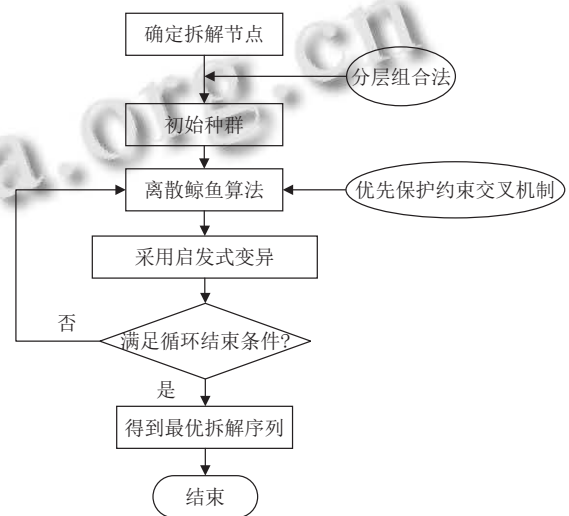 确定拆解节点
分层组合法
初始种群
离散鲸鱼算法
优先保护约束交叉机制
采用启发式变异
否
满足循环结束条件?
是
得到最优拆解序列
结束
a.org.cn